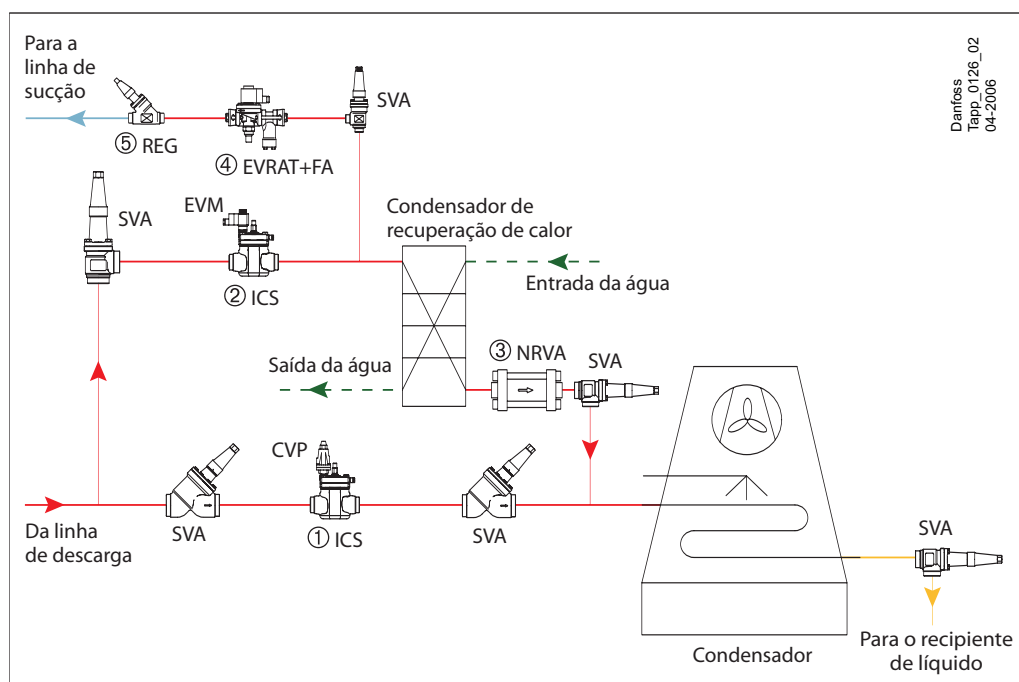 Para a
linha de
sucção
SVA
⑤ REG
④ EVRAT+FA
Danfoss
Tapp_0126_02
04-2006
SVA
EVM
② ICS
Condensador de
recuperação de calor
Entrada da água
Saída da água
③ NRVA
SVA
CVP
SVA
① ICS
SVA
Da linha
de descarga
SVA
Condensador
Para o recipiente
de líquido